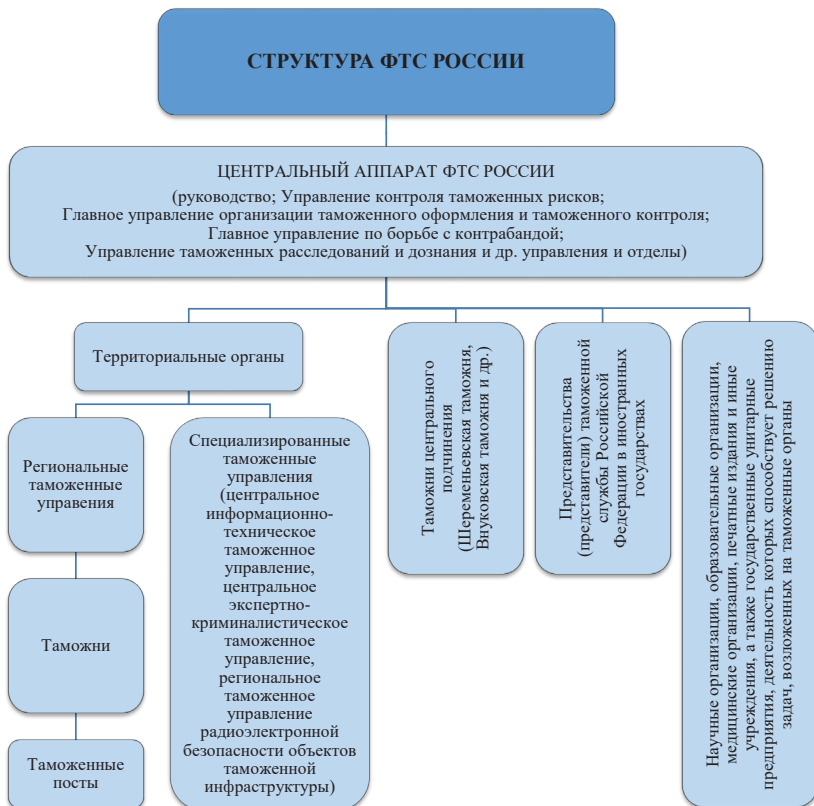 СТРУКТУРА ФТС РОССИИ
ЦЕНТРАЛЬНЫЙ АППАРАТ ФТС РОССИИ
(руководство; Управление контроля таможенных рисков;
Главное управление организации таможенного оформления и таможенного контроля;
Главное управление по борьбе с контрабандой;
Управление таможенных расследований и дознания и др. управления и отделы)
Территориальные органы
Региональные
таможенные
управения
Таможни
Таможенные
посты
Специализированные
таможенные
управления
(центральное
информационно-
техническое
таможенное
управление,
центральное
экспертно-
криминалистическое
таможенное
управление,
региональное
таможенное
управление
радиоэлектронной
безопасности объектов
таможенной
инфраструктуры)
Таможни центрального
подчинения
(Шеременьевская таможня,
Внуковская таможня и др.)
Представительства
(представители) таможенной
службы Российской
Федерации в иностранных
государствах
Научные организации, образовательные организации,
медицинские организации, печатные издания и иные
учреждения, а также государственные унитарные
предприятия, деятельность которых способствует решению
задач, возложенных на таможенные органы